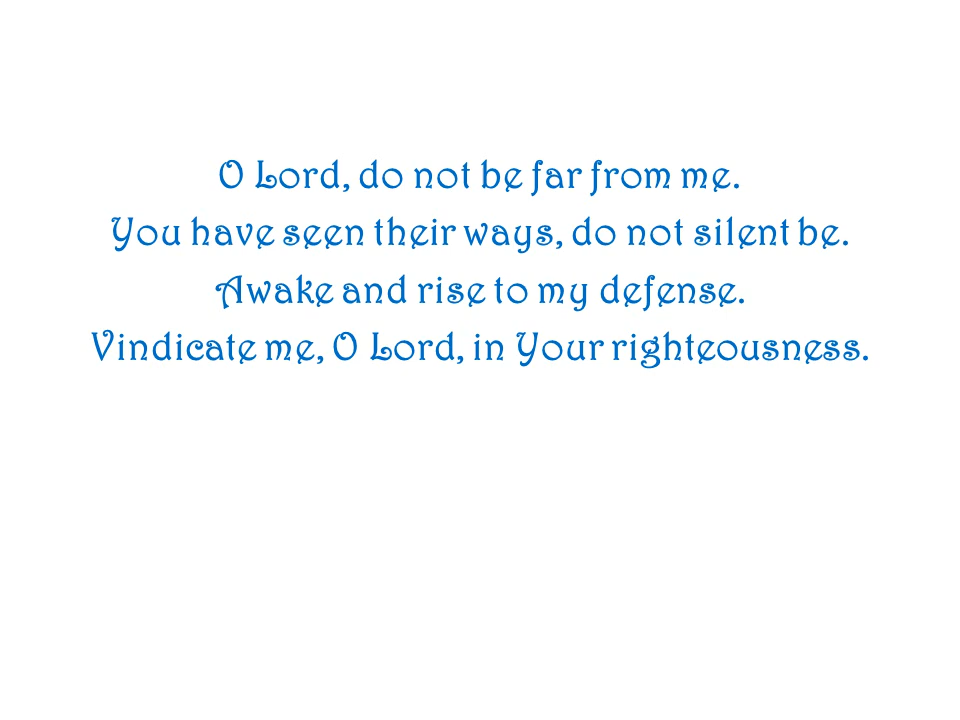 O Lord, do not be far from me.
You have seen their ways, do not silent be.
Awake and rise to my defense.
Vindicate me, O Lord, in Your righteousness.